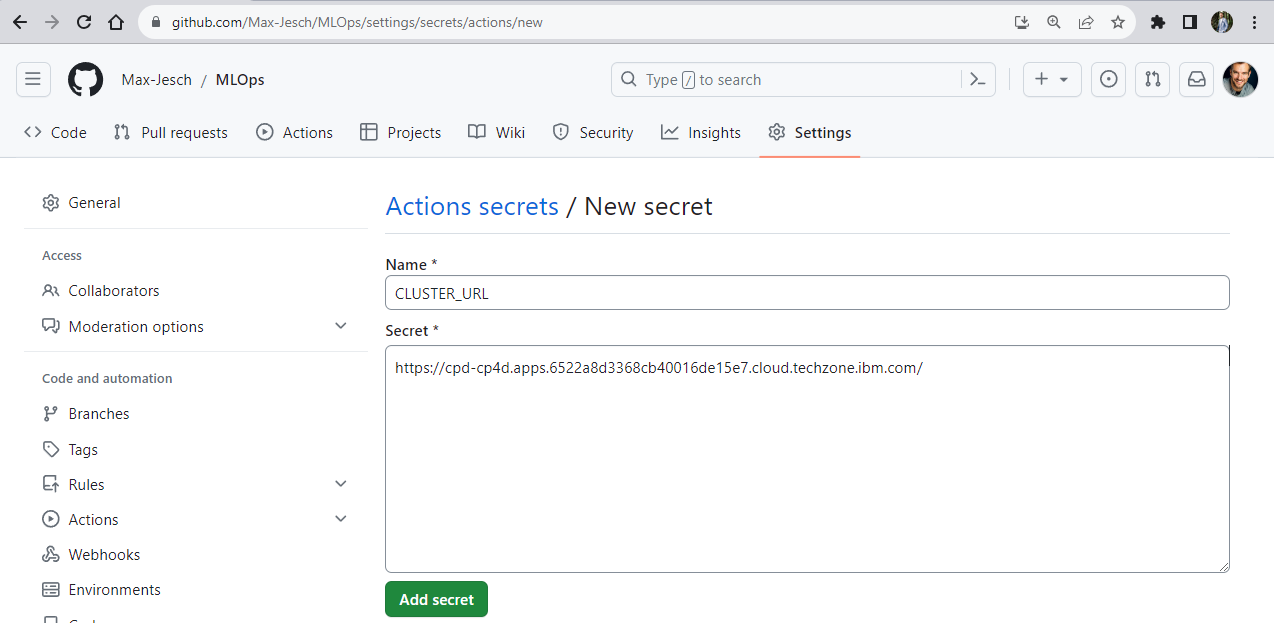 github.com/Max-Jesch/MLOps/settings/secrets/actions/new
Max-Jesch / MLOps
Type / to search
Code Pull requests Actions Projects Wiki Security Insights Settings
General
Access
Collaborators
Moderation options
Code and automation
Branches
Tags
Rules
Actions
Webhooks
Environments
Actions secrets / New secret
Name *
CLUSTER_URL
Secret *
https://cpd-cp4d.apps.6522a8d3368cb40016de15e7.cloud.techzone.ibm.com/
Add secret